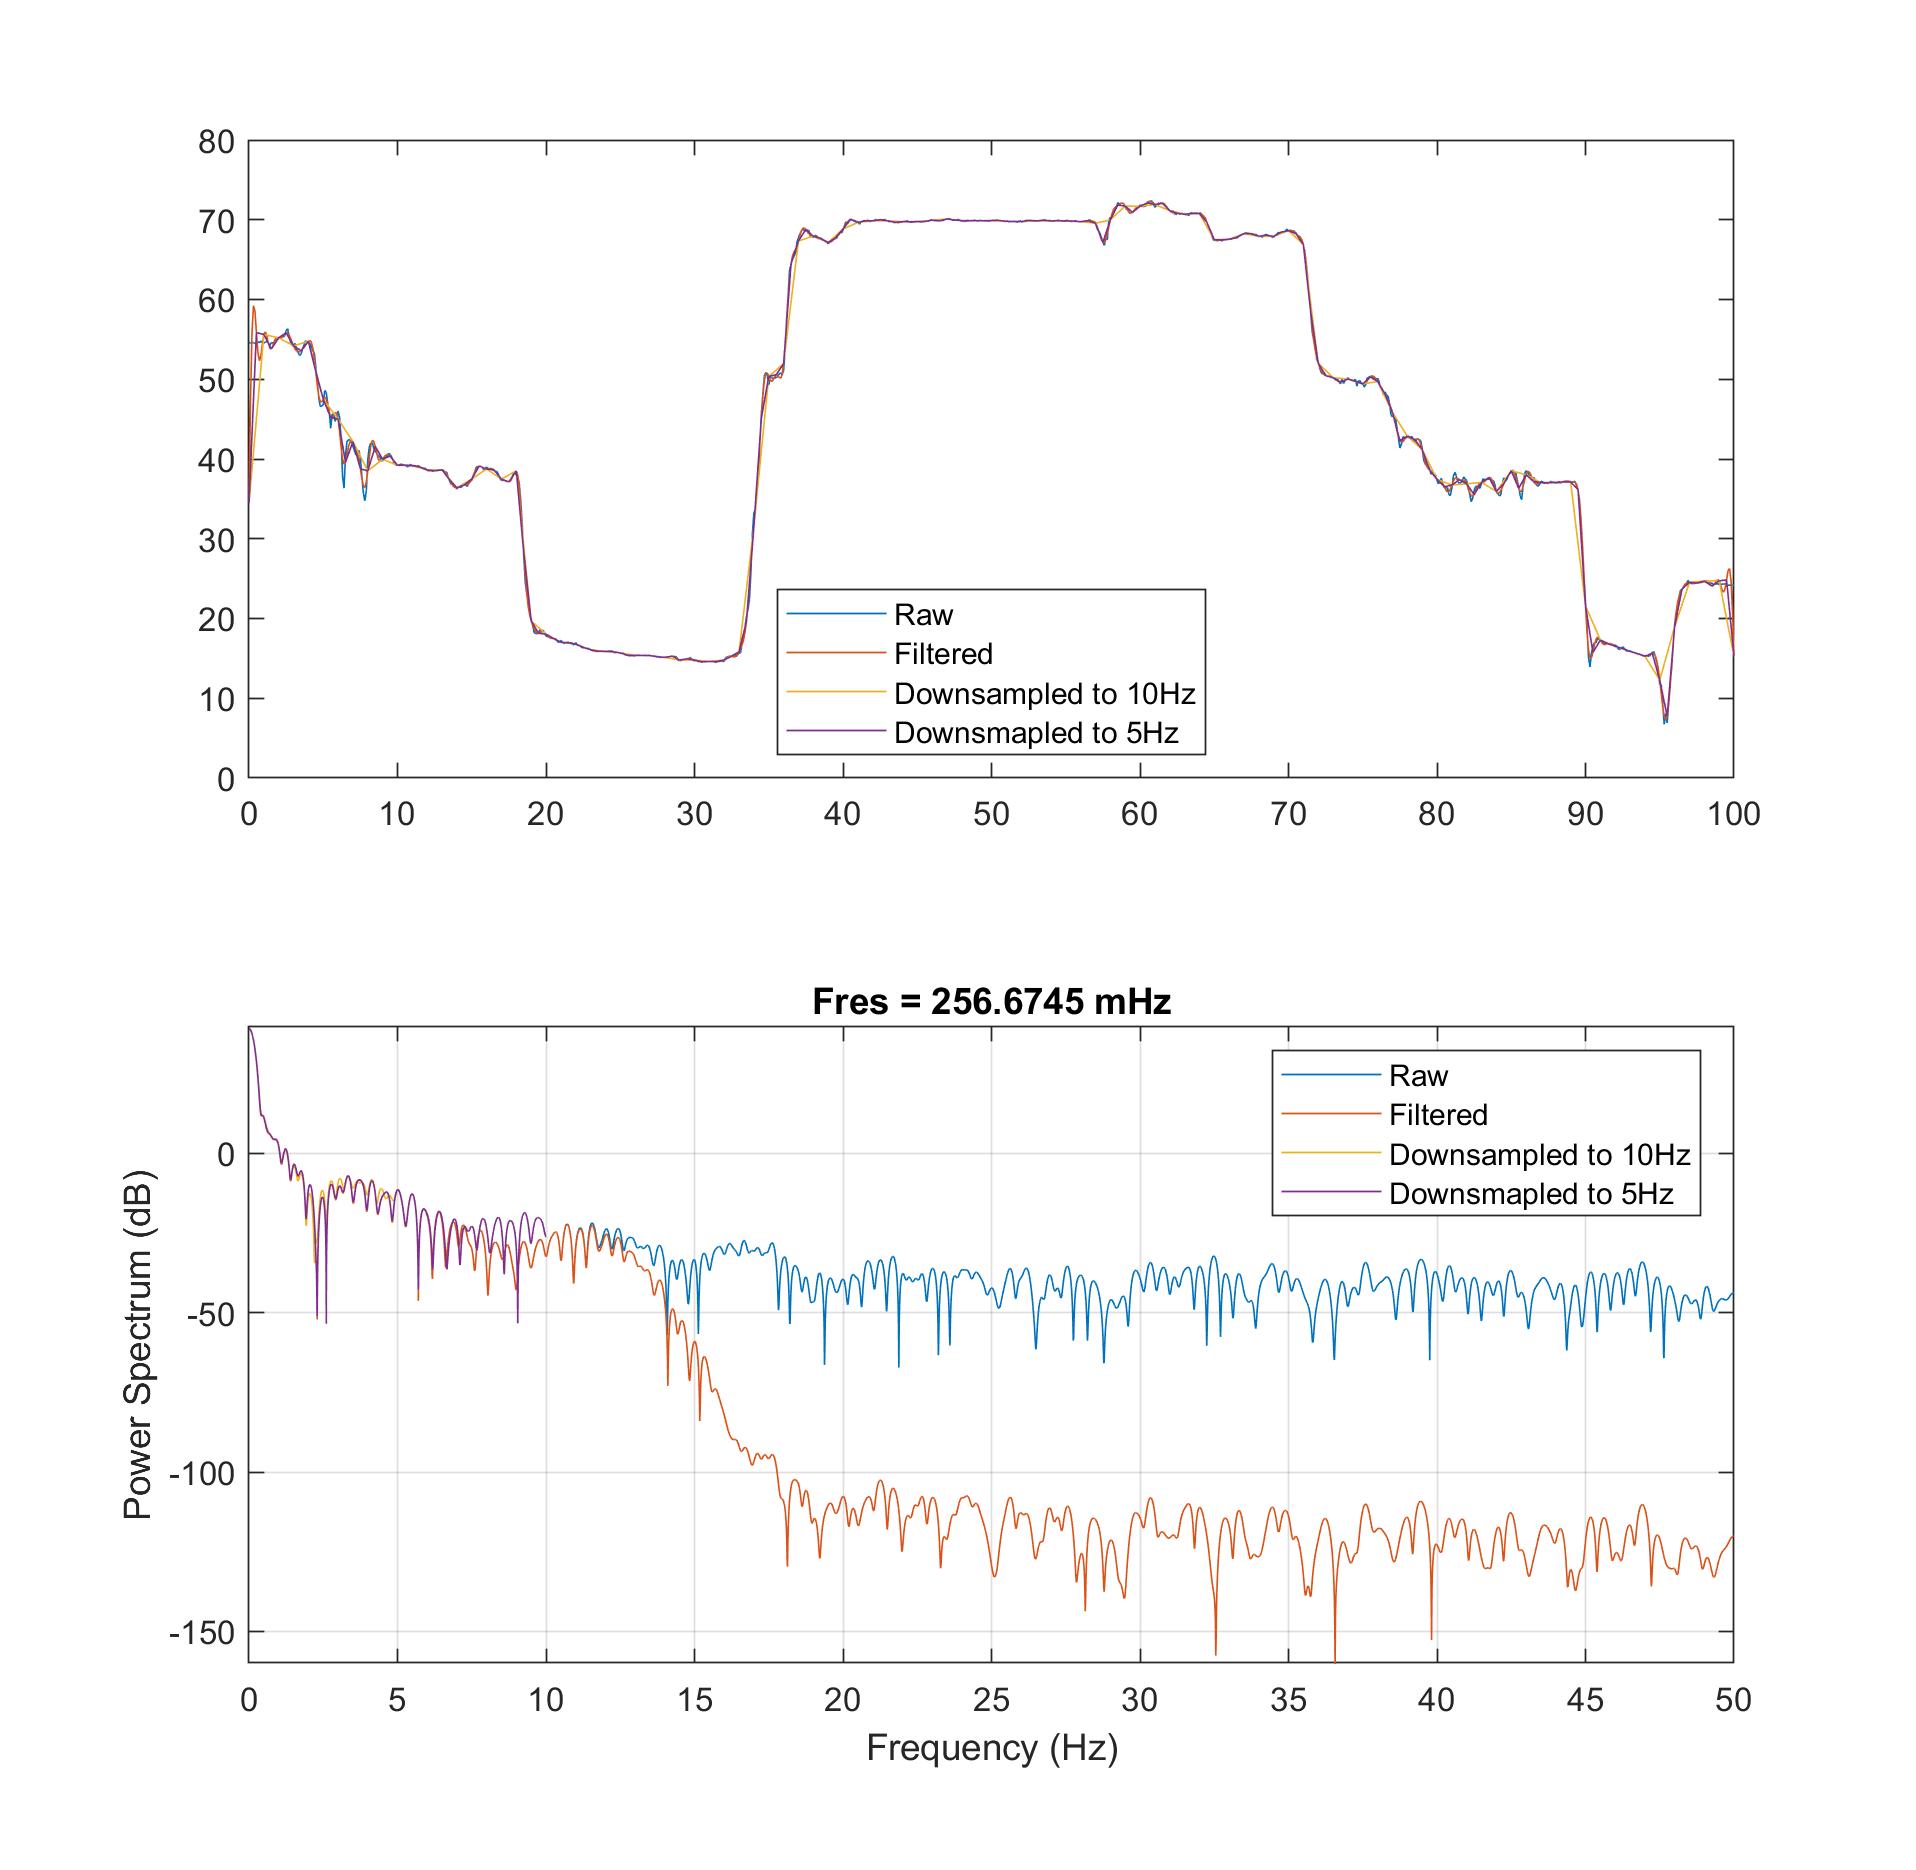 80
70
60
50
40
30
20
10
0
Raw
Filtered
Downsampled to 10Hz
Downsmapled to 5Hz
0 10 20 30 40 50 60 70 80 90 100
Fres = 256.6745 mHz
Power Spectrum (dB)
0
-50
-100
-150
Raw
Filtered
Downsampled to 10Hz
Downsmapled to 5Hz
0 5 10 15 20 25 30 35 40 45 50
Frequency (Hz)